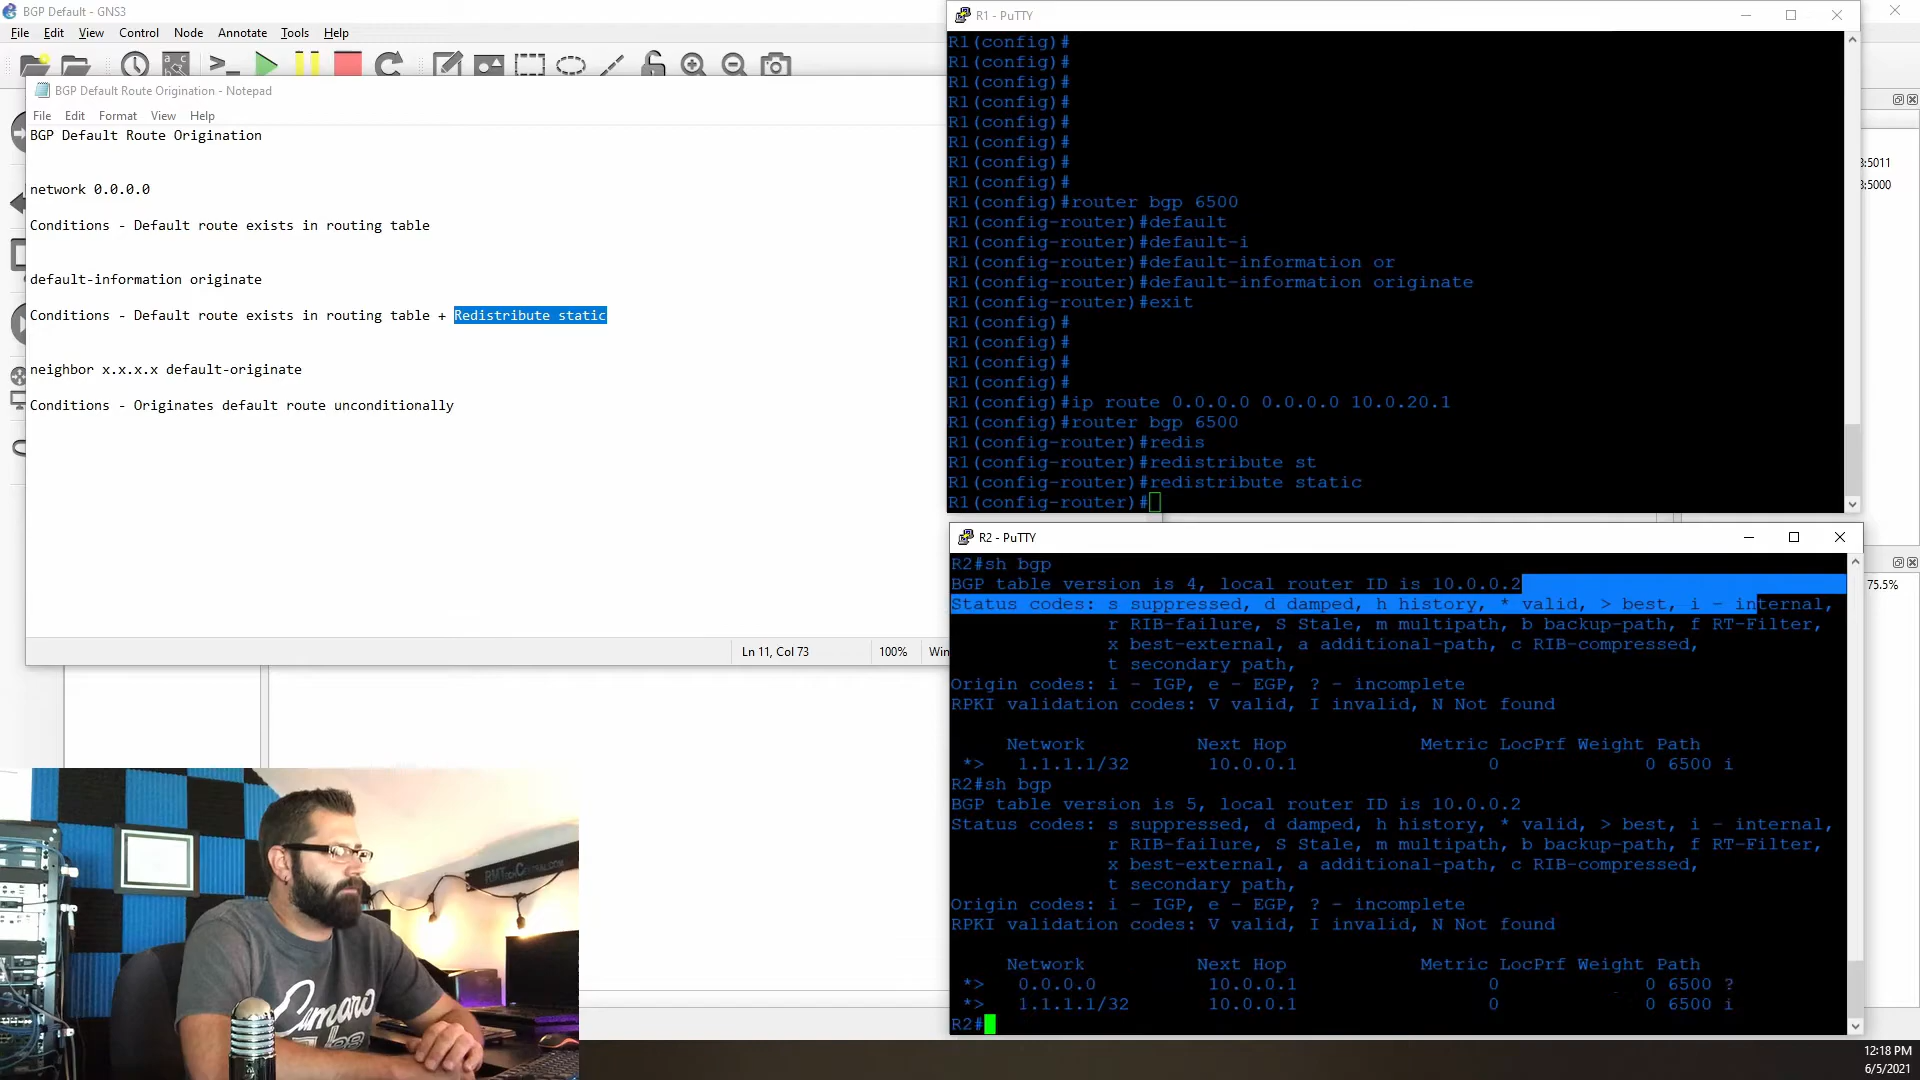 BGP Default - GNS3
File Edit View Control Node Annotate Tools Help
BGP Default Route Origination - Notepad
File Edit Format View Help
BGP Default Route Origination
network 0.0.0.0
Conditions - Default route exists in routing table
default-information originate
Conditions - Default route exists in routing table + Redistribute static
neighbor x.x.x.x default-originate
Conditions - Originates default route unconditionally
Ln 11, Col 73 100% Win
R1 - PuTTY
R1(config)#
R1(config)#
R1(config)#
R1(config)#
R1(config)#
R1(config)#
R1(config)#
R1(config)#
R1(config)#router bgp 6500
R1(config-router)#default
R1(config-router)#default-i
R1(config-router)#default-information or
R1(config-router)#default-information originate
R1(config-router)#exit
R1(config)#
R1(config)#
R1(config)#
R1(config)#
R1(config)#ip route 0.0.0.0 0.0.0.0 10.0.20.1
R1(config)#router bgp 6500
R1(config-router)#redis
R1(config-router)#redistribute st
R1(config-router)#redistribute static
R1(config-router)#
:5011
:5000
R2 - PuTTY
R2#sh bgp
BGP table version is 4, local router ID is 10.0.0.2
Status codes: s suppressed, d damped, h history, * valid, > best, i - internal,
r RIB-failure, S Stale, m multipath, b backup-path, f RT-Filter,
x best-external, a additional-path, c RIB-compressed,
t secondary path,
Origin codes: i - IGP, e - EGP, ? - incomplete
RPKI validation codes: V valid, I invalid, N Not found
Network Next Hop Metric LocPrf Weight Path
*> 1.1.1.1/32 10.0.0.1 0 0 6500 i
R2#sh bgp
BGP table version is 5, local router ID is 10.0.0.2
Status codes: s suppressed, d damped, h history, * valid, > best, i - internal,
r RIB-failure, S Stale, m multipath, b backup-path, f RT-Filter,
x best-external, a additional-path, c RIB-compressed,
t secondary path,
Origin codes: i - IGP, e - EGP, ? - incomplete
RPKI validation codes: V valid, I invalid, N Not found
Network Next Hop Metric LocPrf Weight Path
*> 0.0.0.0 10.0.0.1 0 0 6500 ?
*> 1.1.1.1/32 10.0.0.1 0 0 6500 i
R2#
75.5%
Camaro
12:18 PM
6/5/2021